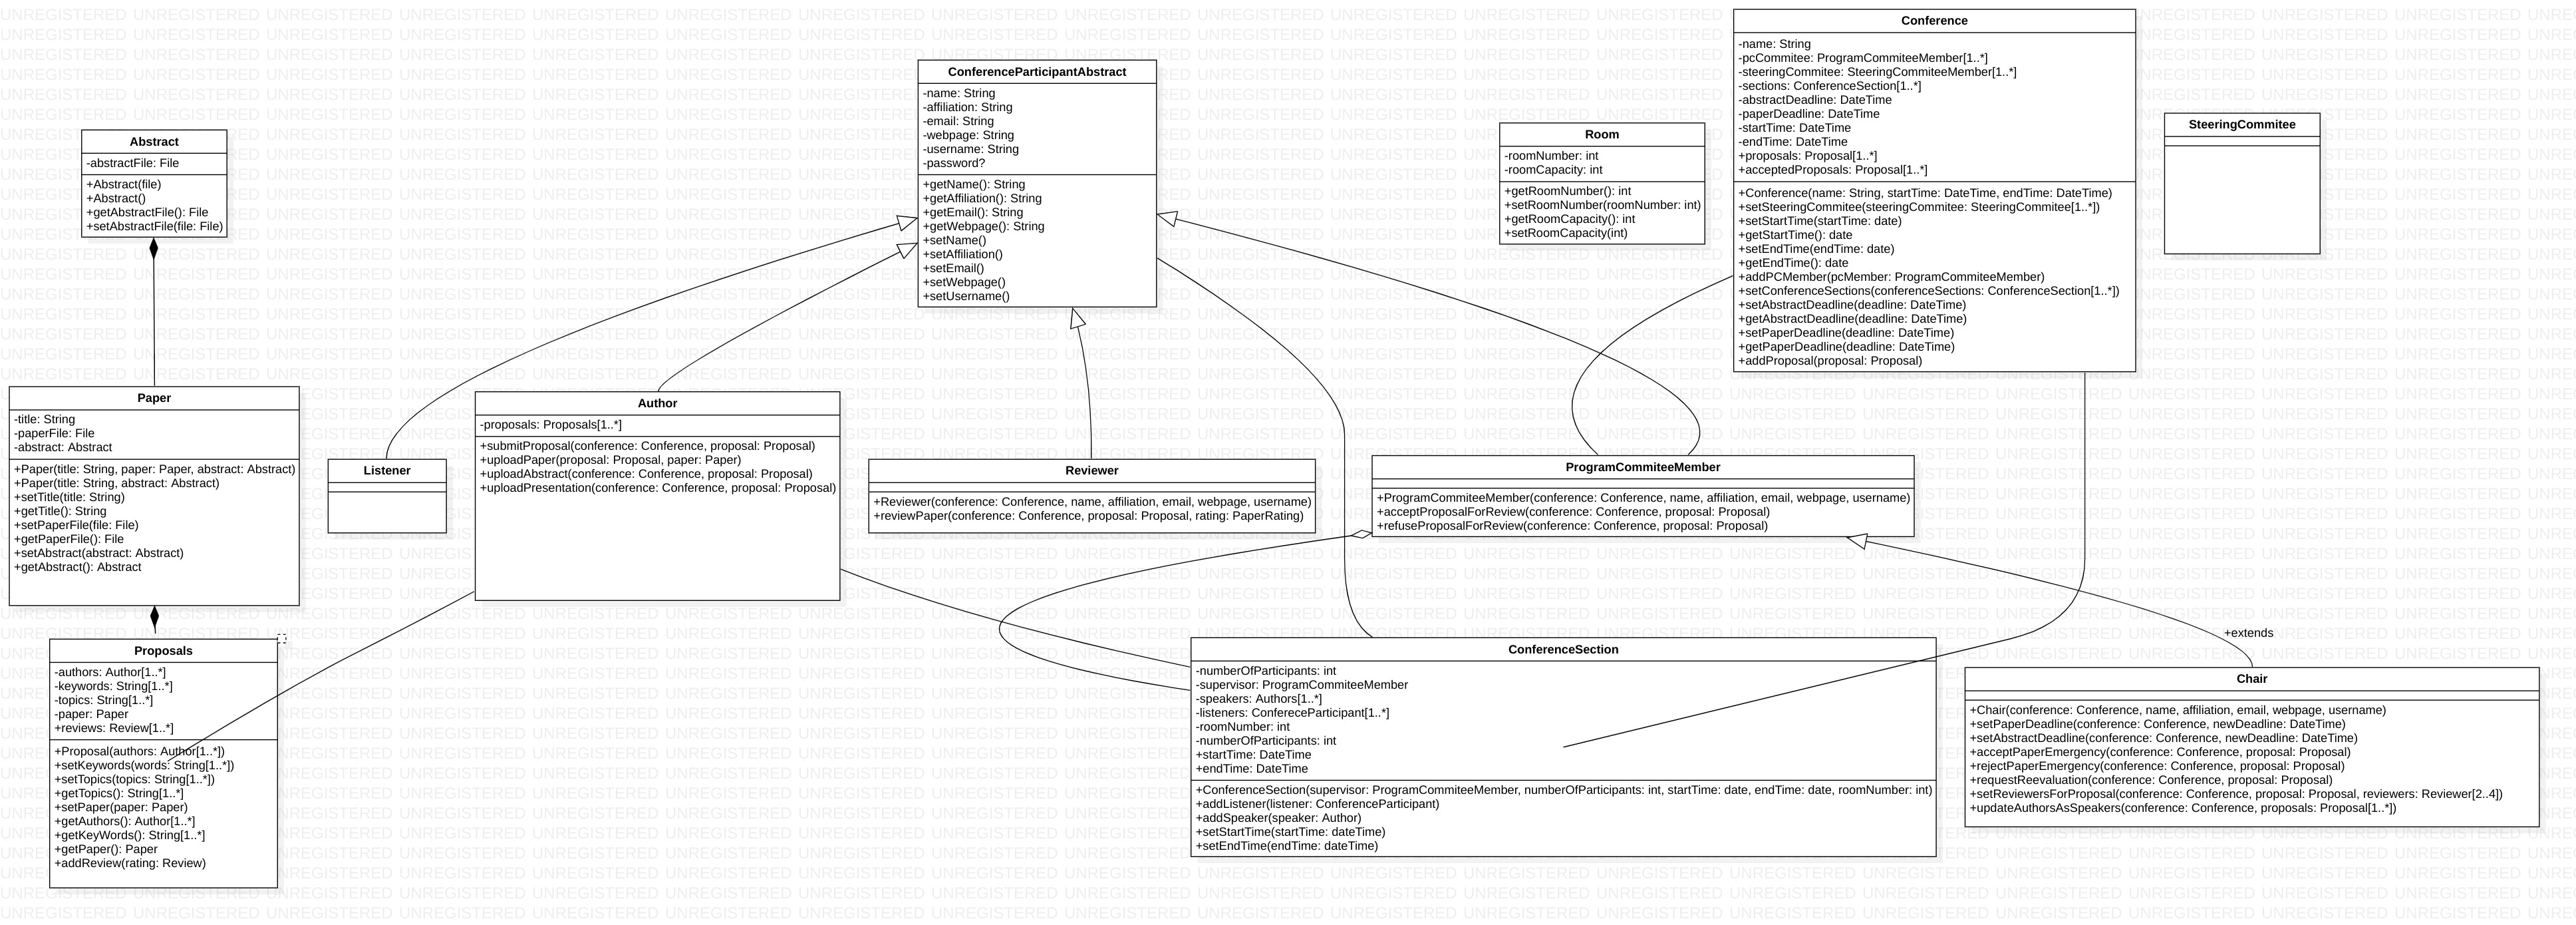 Conference
-name: String
-pcCommitee: ProgramCommiteeMember[1..*]
-steeringCommitee: SteeringCommiteeMember[1..*]
-sections: ConferenceSection[1..*]
-abstractDeadline: DateTime
-paperDeadline: DateTime
-startTime: DateTime
-endTime: DateTime
+proposals: Proposal[1..*]
+acceptedProposals: Proposal[1..*]
+Conference(name: String, startTime: DateTime, endTime: DateTime)
+setSteeringCommitee(steeringCommitee: SteeringCommitee[1..*])
+setStartTime(startTime: date)
+getStartTime(): date
+setEndTime(endTime: date)
+getEndTime(): date
+addPCMember(pcMember: ProgramCommiteeMember)
+setConferenceSections(conferenceSections: ConferenceSection[1..*])
+setAbstractDeadline(deadline: DateTime)
+getAbstractDeadline(deadline: DateTime)
+setPaperDeadline(deadline: DateTime)
+getPaperDeadline(deadline: DateTime)
+addProposal(proposal: Proposal)
ConferenceParticipantAbstract
-name: String
-affiliation: String
-email: String
-webpage: String
-username: String
-password?
+getName(): String
+getAffiliation(): String
+getEmail(): String
+getWebpage(): String
+setName()
+setAffiliation()
+setEmail()
+setWebpage()
+setUsername()
SteeringCommitee
Room
-roomNumber: int
-roomCapacity: int
+getRoomNumber(): int
+setRoomNumber(roomNumber: int)
+getRoomCapacity(): int
+setRoomCapacity(int)
Abstract
-abstractFile: File
+Abstract(file)
+Abstract()
+getAbstractFile(): File
+setAbstractFile(file: File)
Paper
-title: String
-paperFile: File
-abstract: Abstract
+Paper(title: String, paper: Paper, abstract: Abstract)
+Paper(title: String, abstract: Abstract)
+setTitle(title: String)
+getTitle(): String
+setPaperFile(file: File)
+getPaperFile(): File
+setAbstract(abstract: Abstract)
+getAbstract(): Abstract
Listener
Author
-proposals: Proposals[1..*]
+submitProposal(conference: Conference, proposal: Proposal)
+uploadPaper(proposal: Proposal, paper: Paper)
+uploadAbstract(conference: Conference, proposal: Proposal)
+uploadPresentation(conference: Conference, proposal: Proposal)
Reviewer
+Reviewer(conference: Conference, name, affiliation, email, webpage, username)
+reviewPaper(conference: Conference, proposal: Proposal, rating: PaperRating)
ProgramCommiteeMember
+ProgramCommiteeMember(conference: Conference, name, affiliation, email, webpage, username)
+acceptProposalForReview(conference: Conference, proposal: Proposal)
+refuseProposalForReview(conference: Conference, proposal: Proposal)
+extends
Proposals
-authors: Author[1..*]
-keywords: String[1..*]
-topics: String[1..*]
-paper: Paper
+reviews: Review[1..*]
+Proposal(authors: Author[1..*])
+setKeywords(words: String[1..*])
+setTopics(topics: String[1..*])
+getTopics(): String[1..*]
+setPaper(paper: Paper)
+getAuthors(): Author[1..*]
+getKeyWords(): String[1..*]
+getPaper(): Paper
+addReview(rating: Review)
ConferenceSection
-numberOfParticipants: int
-supervisor: ProgramCommiteeMember
-speakers: Authors[1..*]
-listeners: ConfereceParticipant[1..*]
-roomNumber: int
-numberOfParticipants: int
+startTime: DateTime
+endTime: DateTime
+ConferenceSection(supervisor: ProgramCommiteeMember, numberOfParticipants: int, startTime: date, endTime: date, roomNumber: int)
+addListener(listener: ConferenceParticipant)
+addSpeaker(speaker: Author)
+setStartTime(startTime: dateTime)
+setEndTime(endTime: dateTime)
Chair
+Chair(conference: Conference, name, affiliation, email, webpage, username)
+setPaperDeadline(conference: Conference, newDeadline: DateTime)
+setAbstractDeadline(conference: Conference, newDeadline: DateTime)
+acceptPaperEmergency(conference: Conference, proposal: Proposal)
+rejectPaperEmergency(conference: Conference, proposal: Proposal)
+requestReevaluation(conference: Conference, proposal: Proposal)
+setReviewersForProposal(conference: Conference, proposal: Proposal, reviewers: Reviewer[2..4])
+updateAuthorsAsSpeakers(conference: Conference, proposals: Proposal[1..*])
UNREGISTERED